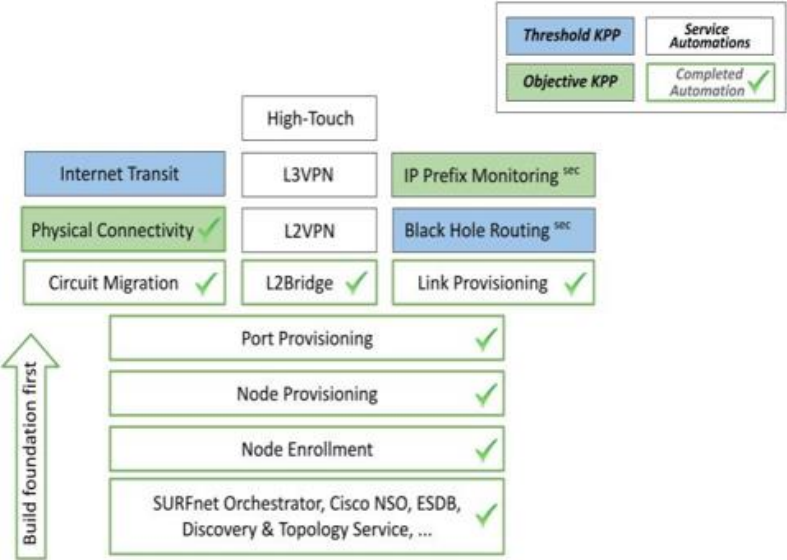 Threshold KPP
Service
Automations
Objective KPP
Completed
Automation
High-Touch
Internet Transit
L3VPN
IP Prefix Monitoring sec
Physical Connectivity
L2VPN
Black Hole Routing sec
Circuit Migration
L2Bridge
Link Provisioning
Port Provisioning
Node Provisioning
Node Enrollment
SURFnet Orchestrator, Cisco NSO, ESDB,
Discovery & Topology Service, ...
Build foundation first